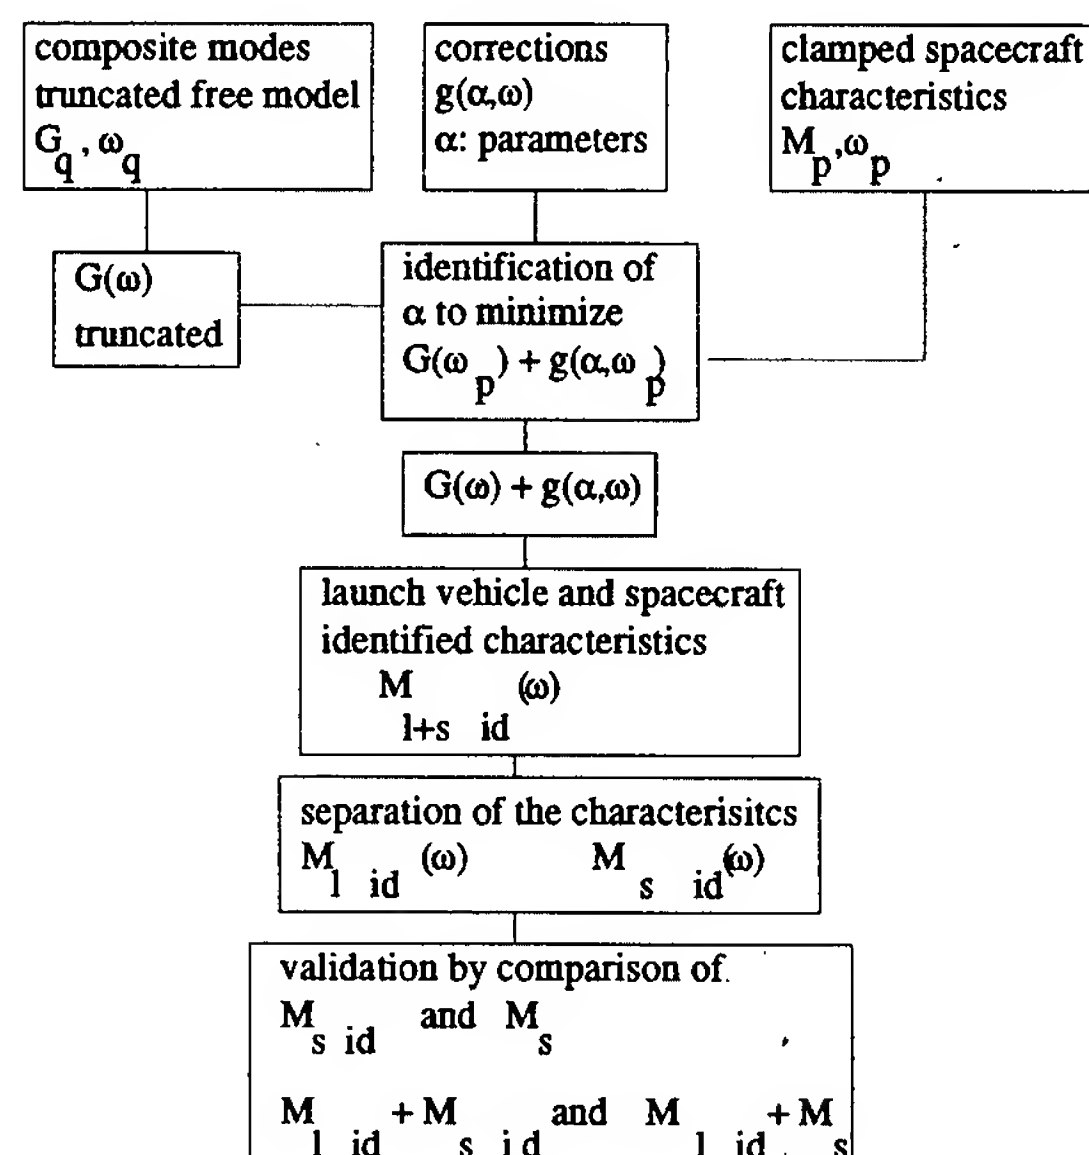 composite modes
truncated free model
G_q , ω_q
corrections
g(α,ω)
α: parameters
clamped spacecraft
characteristics
M_p,ω_p
G(ω)
truncated
identification of
α to minimize
G(ω_p) + g(α,ω_p)
G(ω) + g(α,ω)
launch vehicle and spacecraft
identified characteristics
M_l+s id (ω)
separation of the characterisitcs
M_l id (ω) M_s id (ω)
validation by comparison of.
M_s id and M_s
M_l id + M_s id and M_l id + M_s